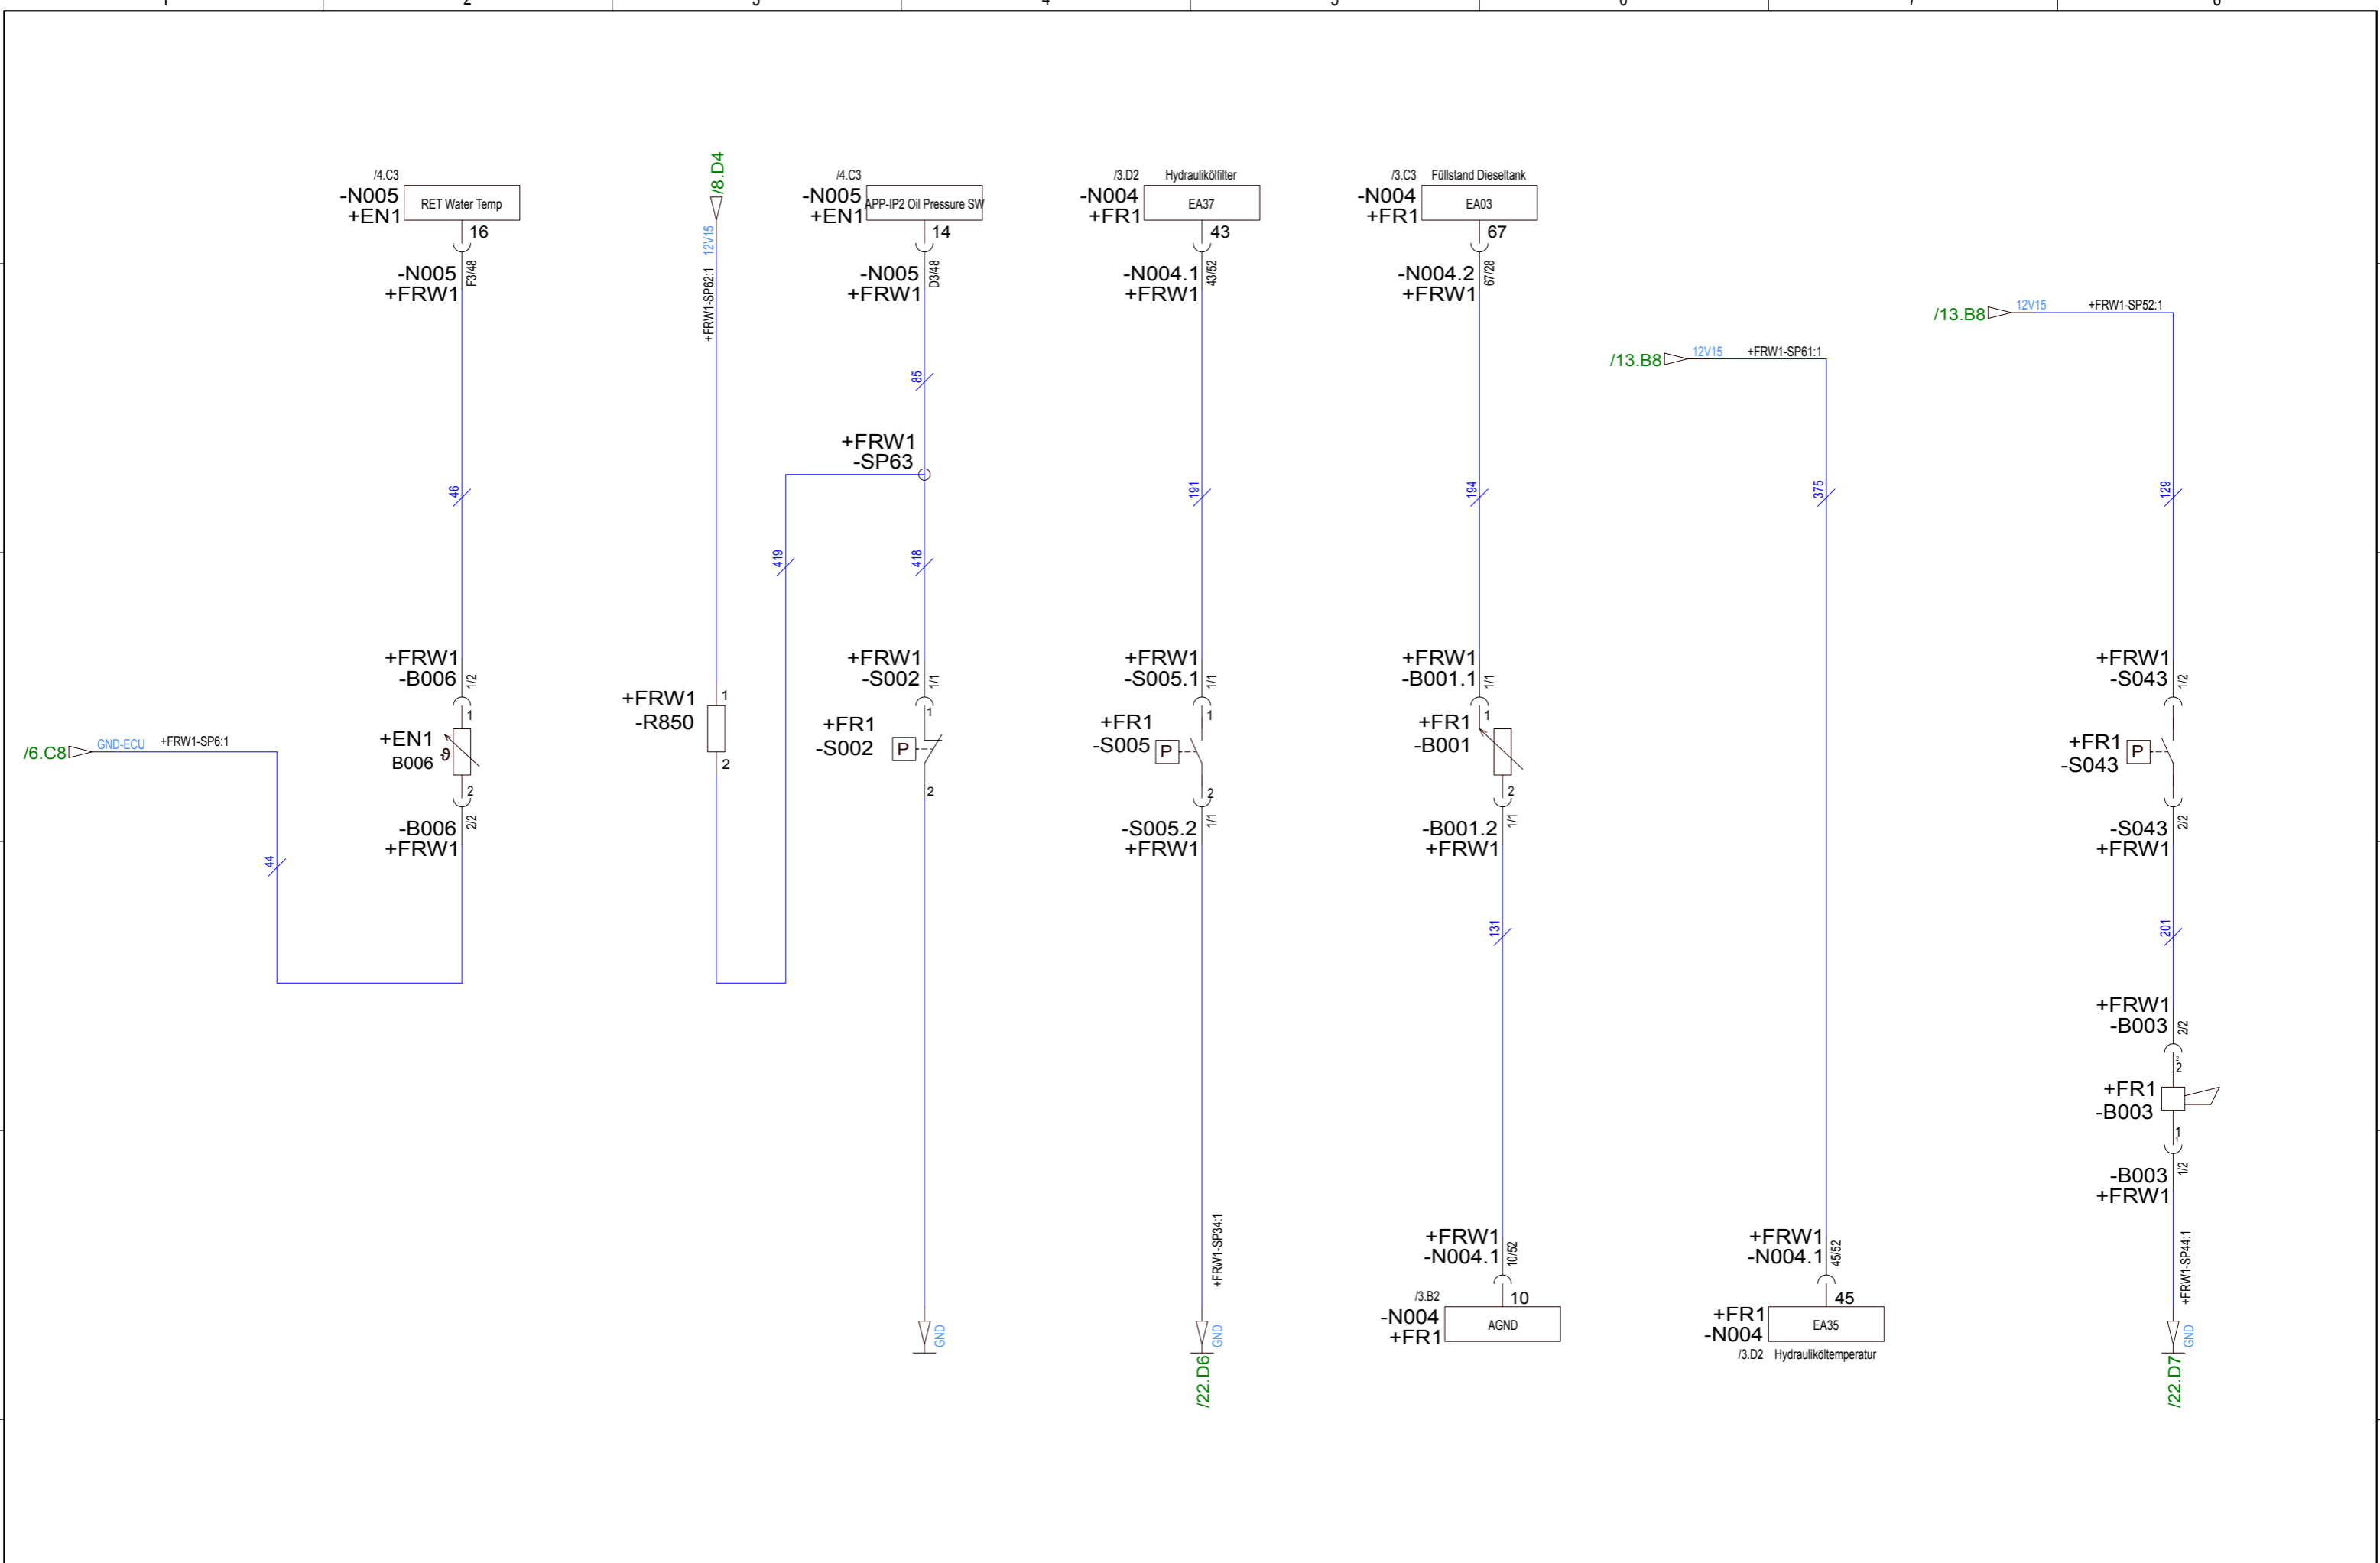 1
2
3
4
5
6
7
8
/4.C3
-N005
+EN1
RET Water Temp
16
-N005
+FRW1
F3/48
46
+FRW1
-B006
1/2
1
+EN1
B006
ϑ
2
-B006
+FRW1
2/2
/6.C8
GND-ECU
+FRW1-SP6:1
44
/8.D4
12V15
+FRW1-SP62:1
+FRW1
-R850
1
2
419
/4.C3
-N005
+EN1
APP-IP2 Oil Pressure SW
14
-N005
+FRW1
D3/48
85
+FRW1
-SP63
418
+FRW1
-S002
1/1
1
+FR1
-S002
P
2
GND
/3.D2
Hydraulikölfilter
-N004
+FR1
EA37
43
-N004.1
+FRW1
43/52
191
+FRW1
-S005.1
1/1
1
+FR1
-S005
P
2
-S005.2
+FRW1
1/1
+FRW1-SP34:1
GND
/22.D6
/3.C3
Füllstand Dieseltank
-N004
+FR1
EA03
67
-N004.2
+FRW1
67/28
194
+FRW1
-B001.1
1/1
1
+FR1
-B001
2
-B001.2
+FRW1
1/1
131
+FRW1
-N004.1
10/52
/3.B2
10
-N004
+FR1
AGND
/13.B8
12V15
+FRW1-SP61:1
375
+FRW1
-N004.1
45/52
45
+FR1
-N004
EA35
/3.D2
Hydrauliköltemperatur
/13.B8
12V15
+FRW1-SP52:1
129
+FRW1
-S043
1/2
+FR1
-S043
P
-S043
+FRW1
2/2
201
+FRW1
-B003
2/2
2
2
+FR1
-B003
1
1
-B003
+FRW1
1/2
+FRW1-SP44:1
GND
/22.D7